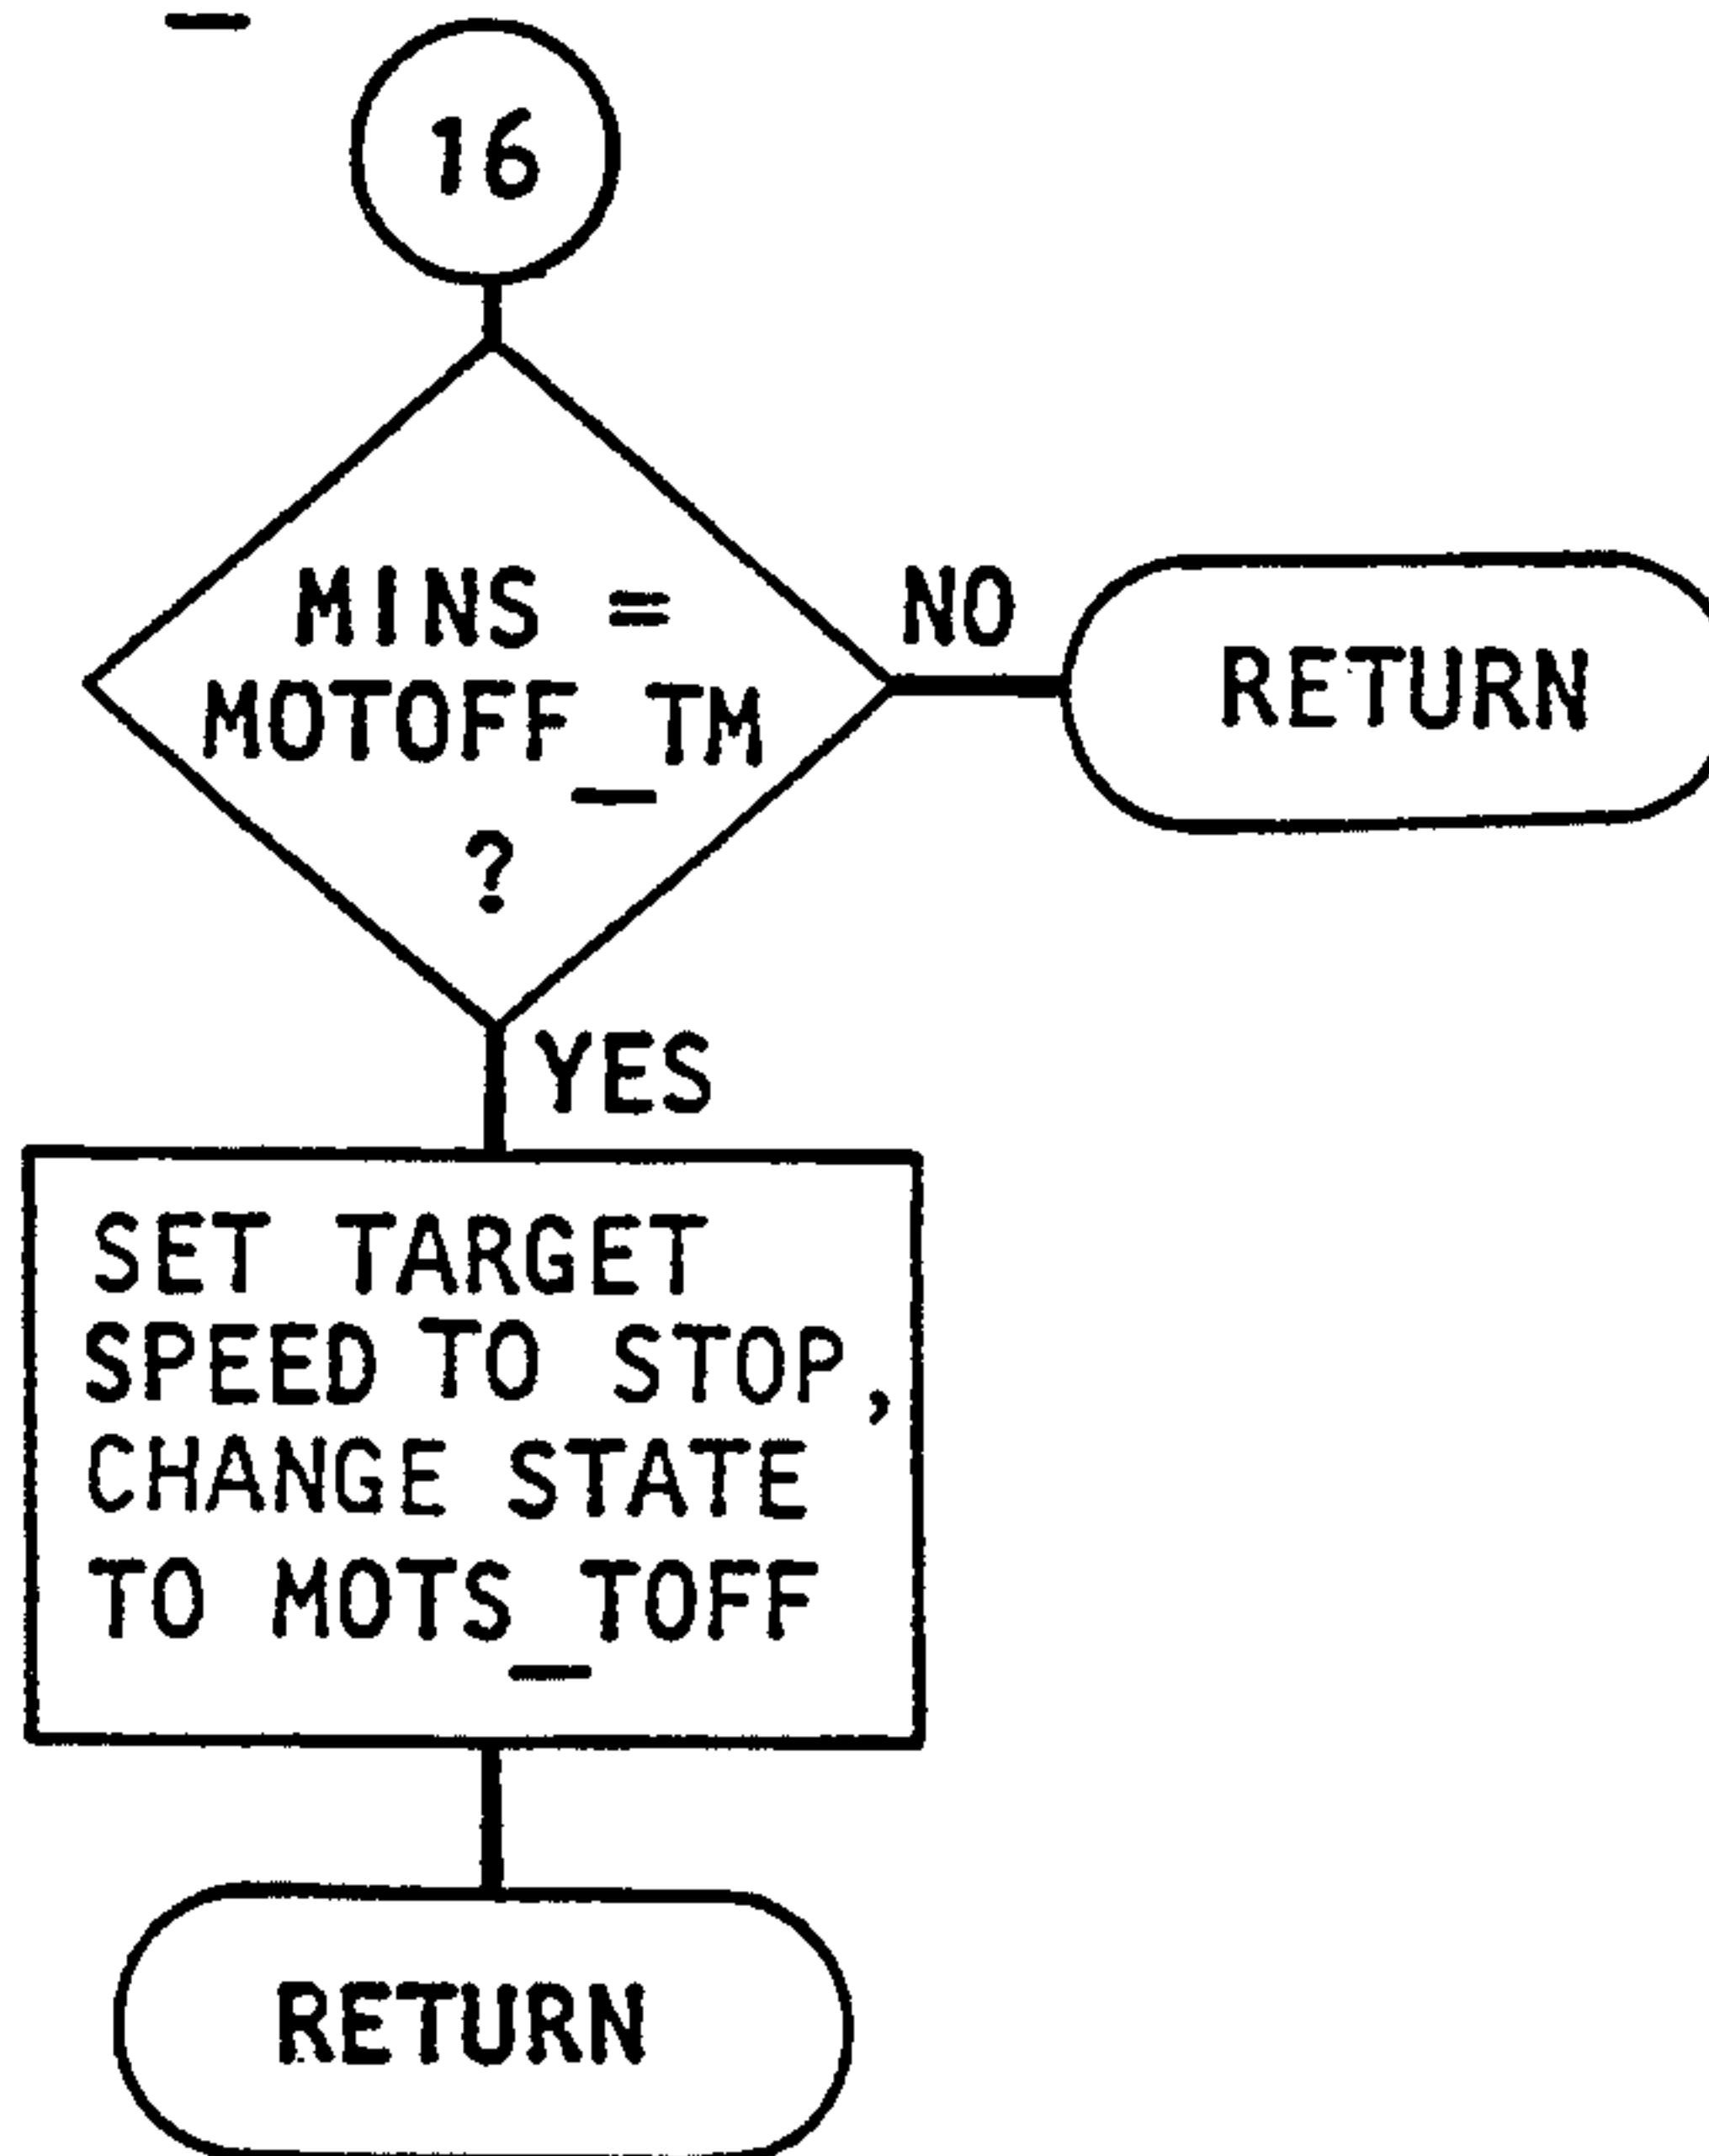 16
MINS =
MOTOFF_TM
?
NO
RETURN
YES
SET TARGET
SPEED TO STOP,
CHANGE STATE
TO MOTS_TOFF
RETURN